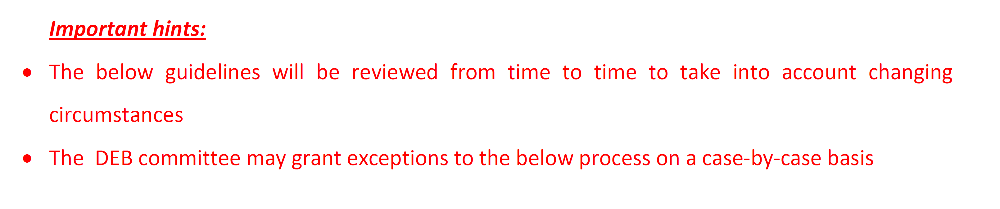 Important hints:
• The below guidelines will be reviewed from time to time to take into account changing
circumstances
• The DEB committee may grant exceptions to the below process on a case-by-case basis